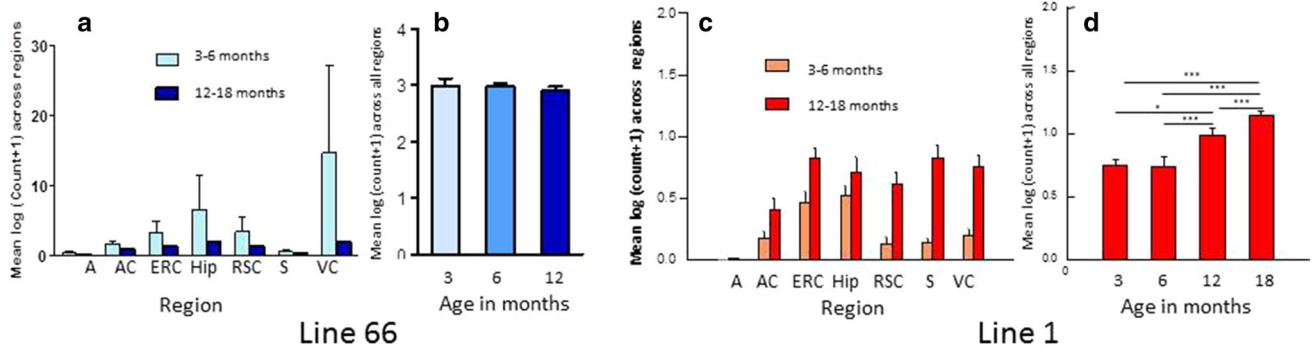 a
Mean log ( Count+1) across regions
30
20
10
0
3-6 months
12-18 months
A AC ERC Hip RSC S VC
Region
b
Mean log (count+1) across all regions
4
3
2
1
0
3 6 12
Age in months
Line 66
c
Mean log (count+1) across regions
2.0
1.5
1.0
0.5
0.0
3-6 months
12-18 months
A AC ERC Hip RSC S VC
Region
d
Mean log (count+1) across all regions
2.0
1.5
1.0
0.5
0.0
0
***
***
* ***
***
3 6 12 18
Age in months
Line 1